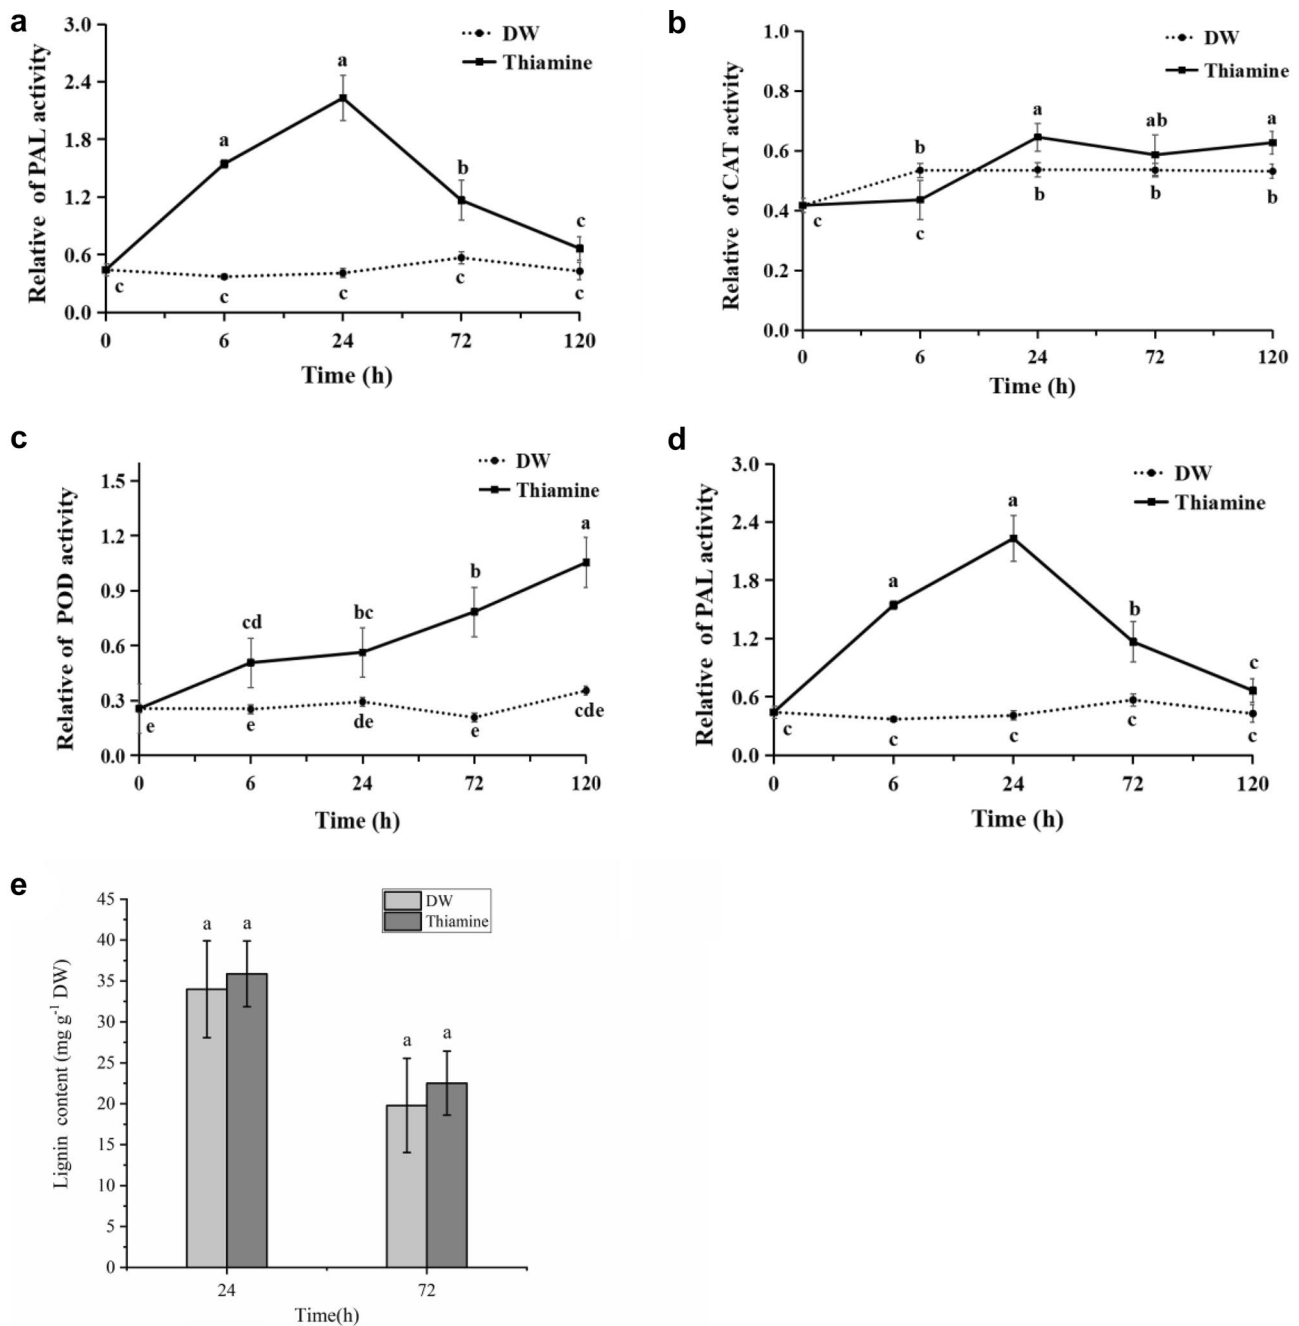 a
Relative of PAL activity
3.0
2.4
1.8
1.2
0.6
0.0
DW
Thiamine
a
a
b
c
c
c
c
c
c
0
6
24
72
120
Time (h)
b
Relative of CAT activity
1.0
0.8
0.6
0.4
0.2
0.0
DW
Thiamine
b
a
ab
a
c
c
b
b
b
0
6
24
72
120
Time (h)
c
Relative of POD activity
1.5
1.2
0.9
0.6
0.3
0.0
DW
Thiamine
cd
bc
b
a
e
e
de
e
cde
0
6
24
72
120
Time (h)
d
Relative of PAL activity
3.0
2.4
1.8
1.2
0.6
0.0
DW
Thiamine
a
a
b
c
c
c
c
c
c
0
6
24
72
120
Time (h)
e
Lignin content (mg g-1 DW)
45
40
35
30
25
20
15
10
5
0
DW
Thiamine
a
a
a
a
24
72
Time(h)